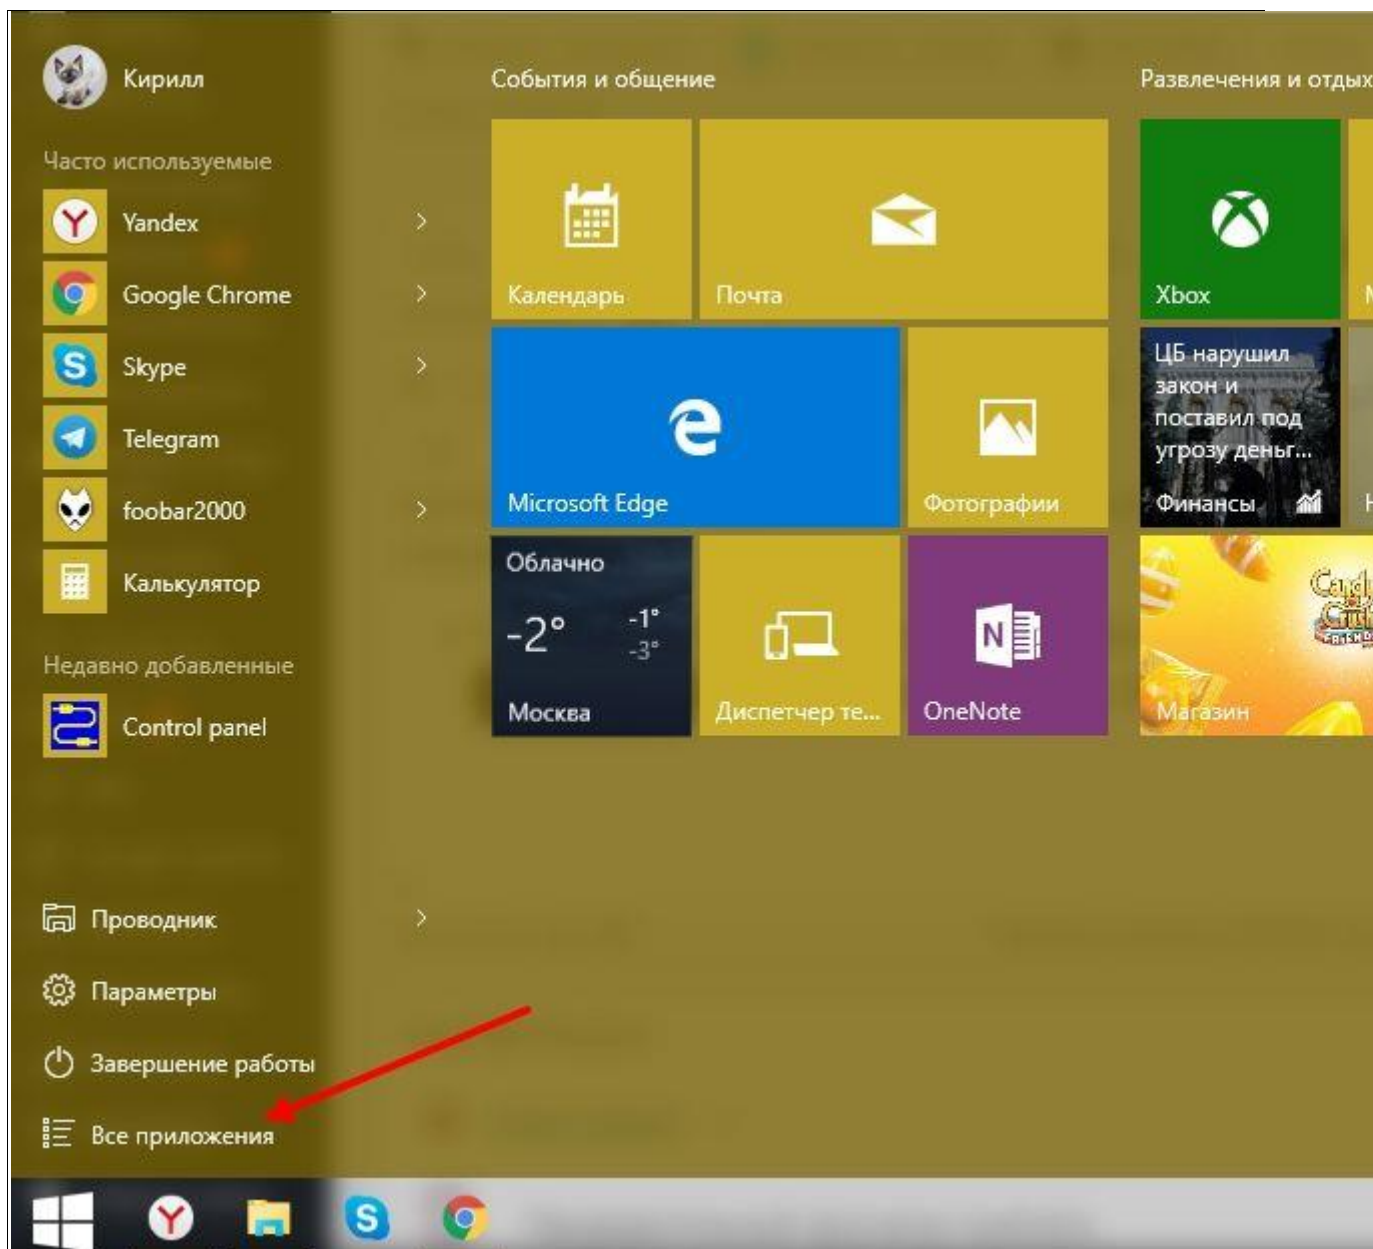 Кирилл
Часто используемые
Yandex
Google Chrome
Skype
Telegram
foobar2000
Калькулятор
Недавно добавленные
Control panel
Проводник
Параметры
Завершение работы
Все приложения
События и общение
Календарь
Почта
Microsoft Edge
Фотографии
Облачно
-2°
-1°
-3°
Москва
Диспетчер те...
N
OneNote
Развлечения и отдых
Xbox
ЦБ нарушил
закон и
поставил под
угрозу деньг...
Финансы
Магазин